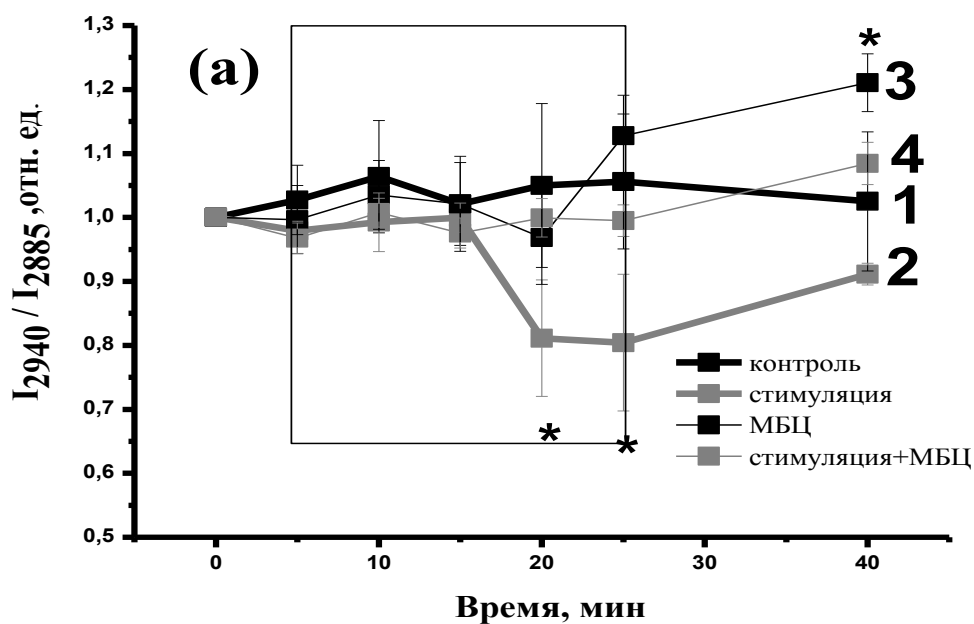 (a)
I2940 / I2885 ,отн. ед.
1,3
1,2
1,1
1,0
0,9
0,8
0,7
0,6
0,5
*
3
4
1
2
контроль
стимуляция
МБЦ
стимуляция+МБЦ
* *
0 10 20 30 40
Время, мин